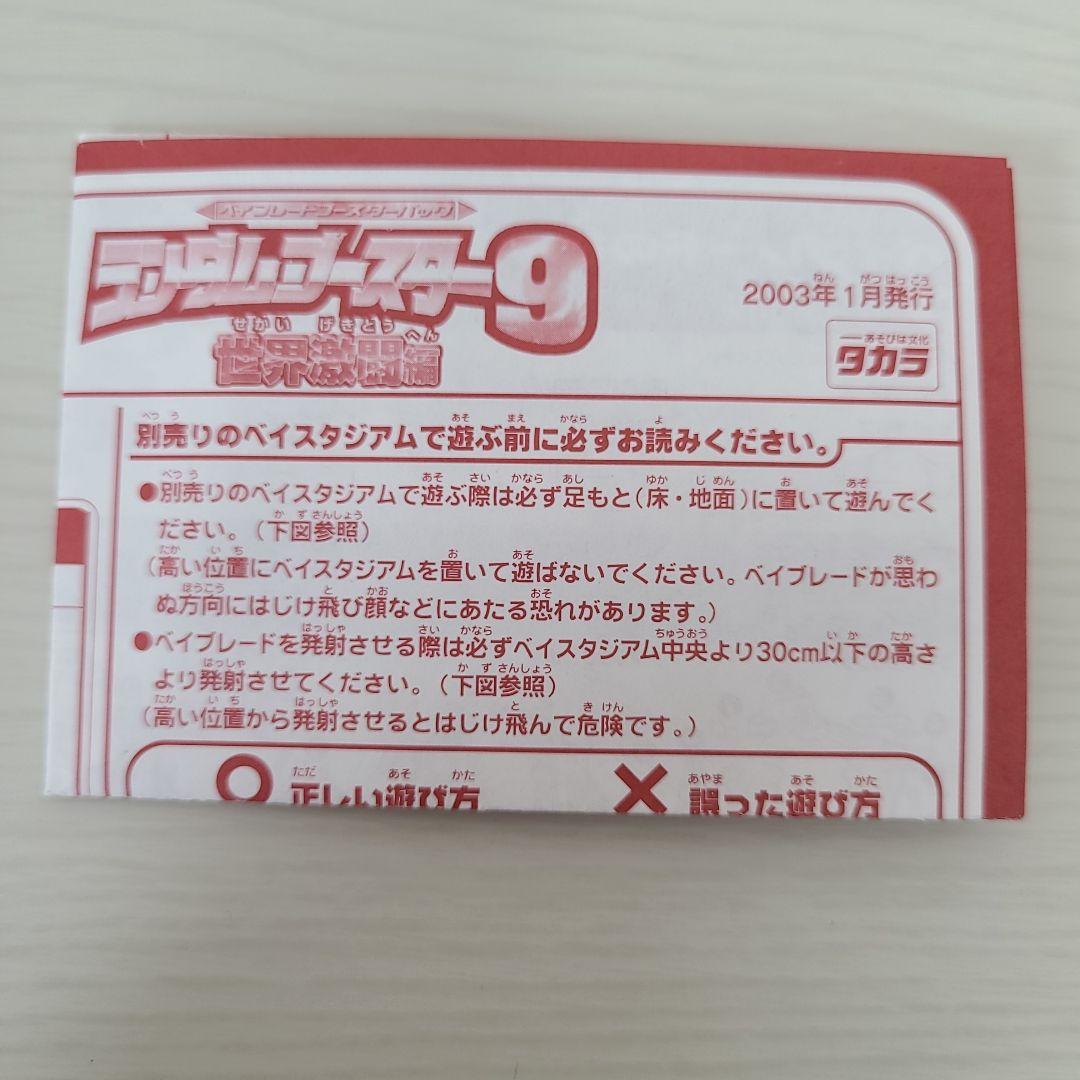 ベイブレードブースターパック
ランダムブースター9
世界激闘編
2003年1月発行
あそびは文化
タカラ
別売りのベイスタジアムで遊ぶ前に必ずお読みください。
●別売りのベイスタジアムで遊ぶ際は必ず足もと(床・地面)に置いて遊んでく
ださい。(下図参照)
(高い位置にベイスタジアムを置いて遊ばないでください。ベイブレードが思わ
ぬ方向にはじけ飛び顔などにあたる恐れがあります。)
●ベイブレードを発射させる際は必ずベイスタジアム中央より30cm以下の高さ
より発射させてください。(下図参照)
(高い位置から発射させるとはじけ飛んで危険です。)
○ 正しい遊び方
× 誤った遊び方